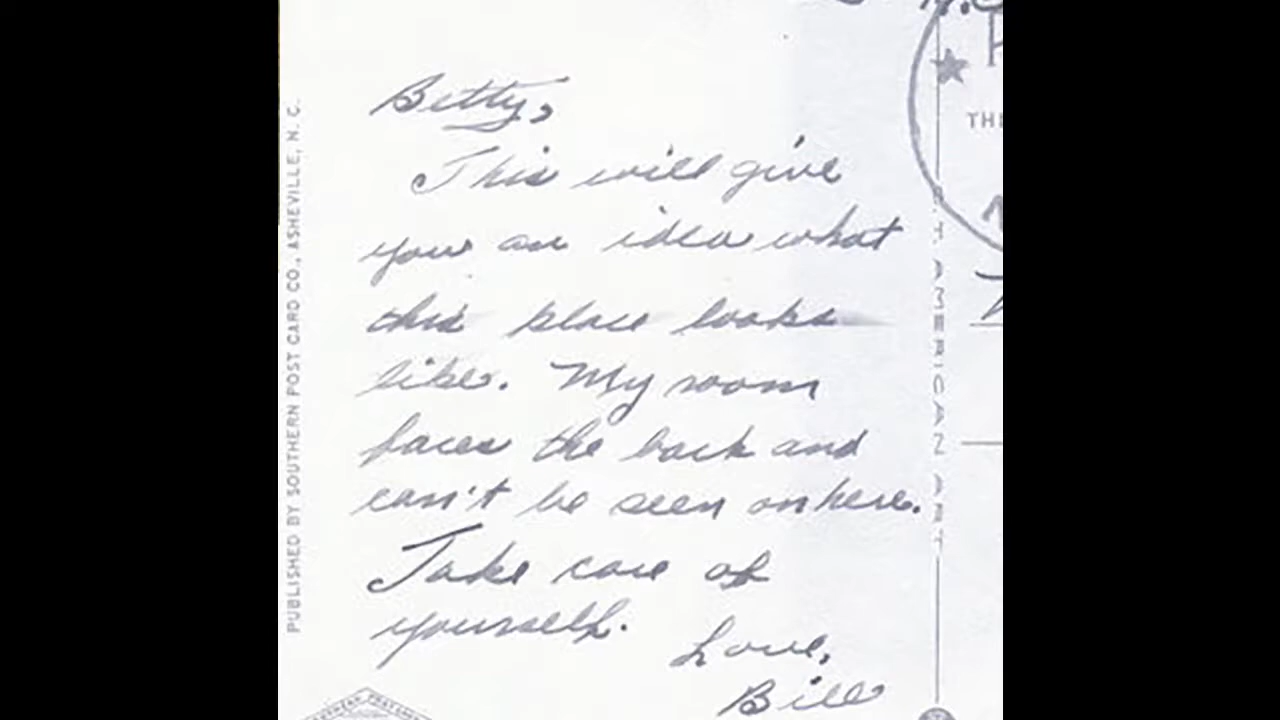 Betty,
This will give
you an idea what
this place looks
like. My room
faces the back and
can't be seen on here.
Take care of
yourself.
Love,
Bill
PUBLISHED BY SOUTHERN POST CARD CO., ASHEVILLE, N. C.
C. T. AMERICAN ART